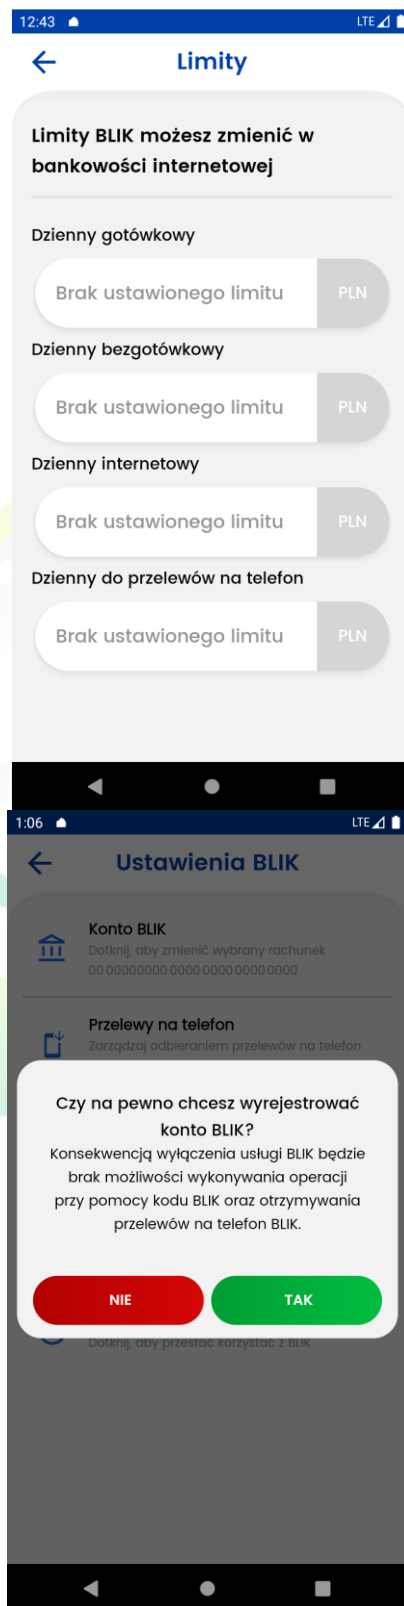 12:43
LTE
Limity
Limity BLIK możesz zmienić w
bankowości internetowej
Dzienny gotówkowy
Brak ustawionego limitu PLN
Dzienny bezgotówkowy
Brak ustawionego limitu PLN
Dzienny internetowy
Brak ustawionego limitu PLN
Dzienny do przelewów na telefon
Brak ustawionego limitu PLN
1:06
LTE
Ustawienia BLIK
Konto BLIK
Dotknij, aby zmienić wybrany rachunek
00 00000000 0000 0000 0000 0000
Przelewy na telefon
Zarządzaj odbieraniem przelewów na telefon
Czy na pewno chcesz wyrejestrować
konto BLIK?
Konsekwencją wyłączenia usługi BLIK będzie
brak możliwości wykonywania operacji
przy pomocy kodu BLIK oraz otrzymywania
przelewów na telefon BLIK.
NIE TAK
Dotknij, aby przestać korzystać z BLIK